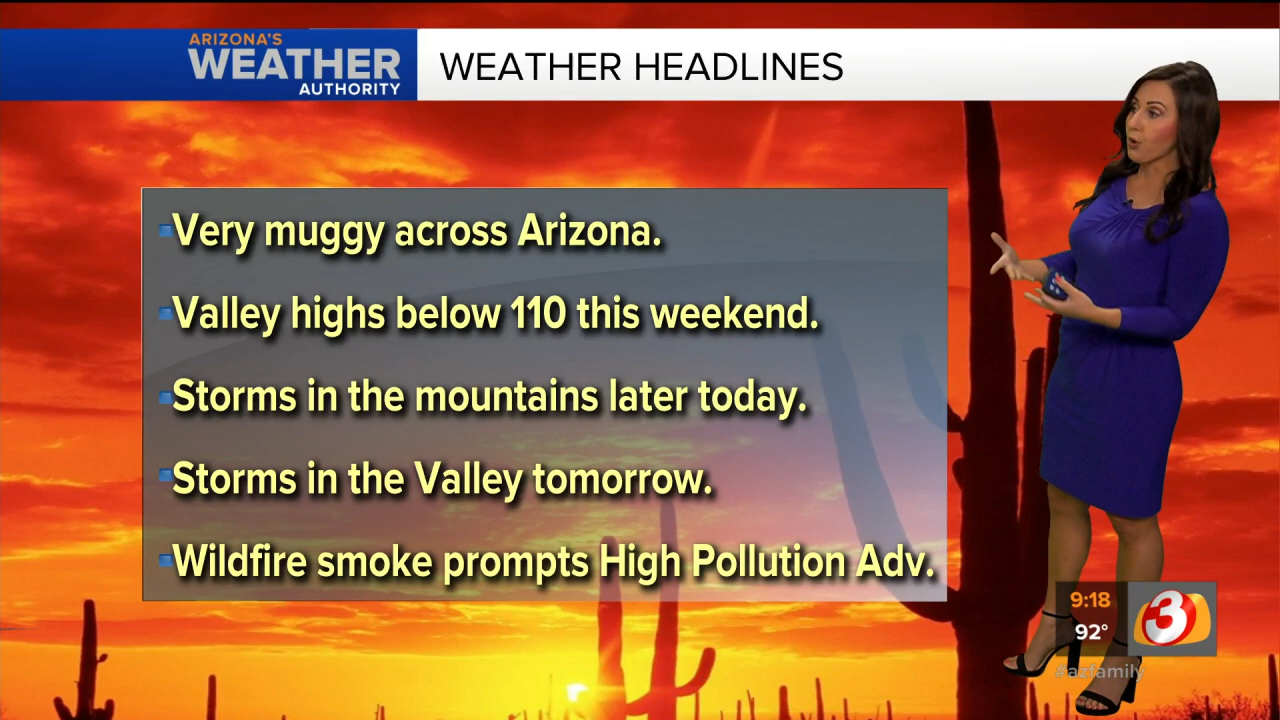 ARIZONA'S
WEATHER
AUTHORITY
WEATHER HEADLINES
Very muggy across Arizona.
Valley highs below 110 this weekend.
Storms in the mountains later today.
Storms in the Valley tomorrow.
Wildfire smoke prompts High Pollution Adv.
9:18
92°
3
#azfamily